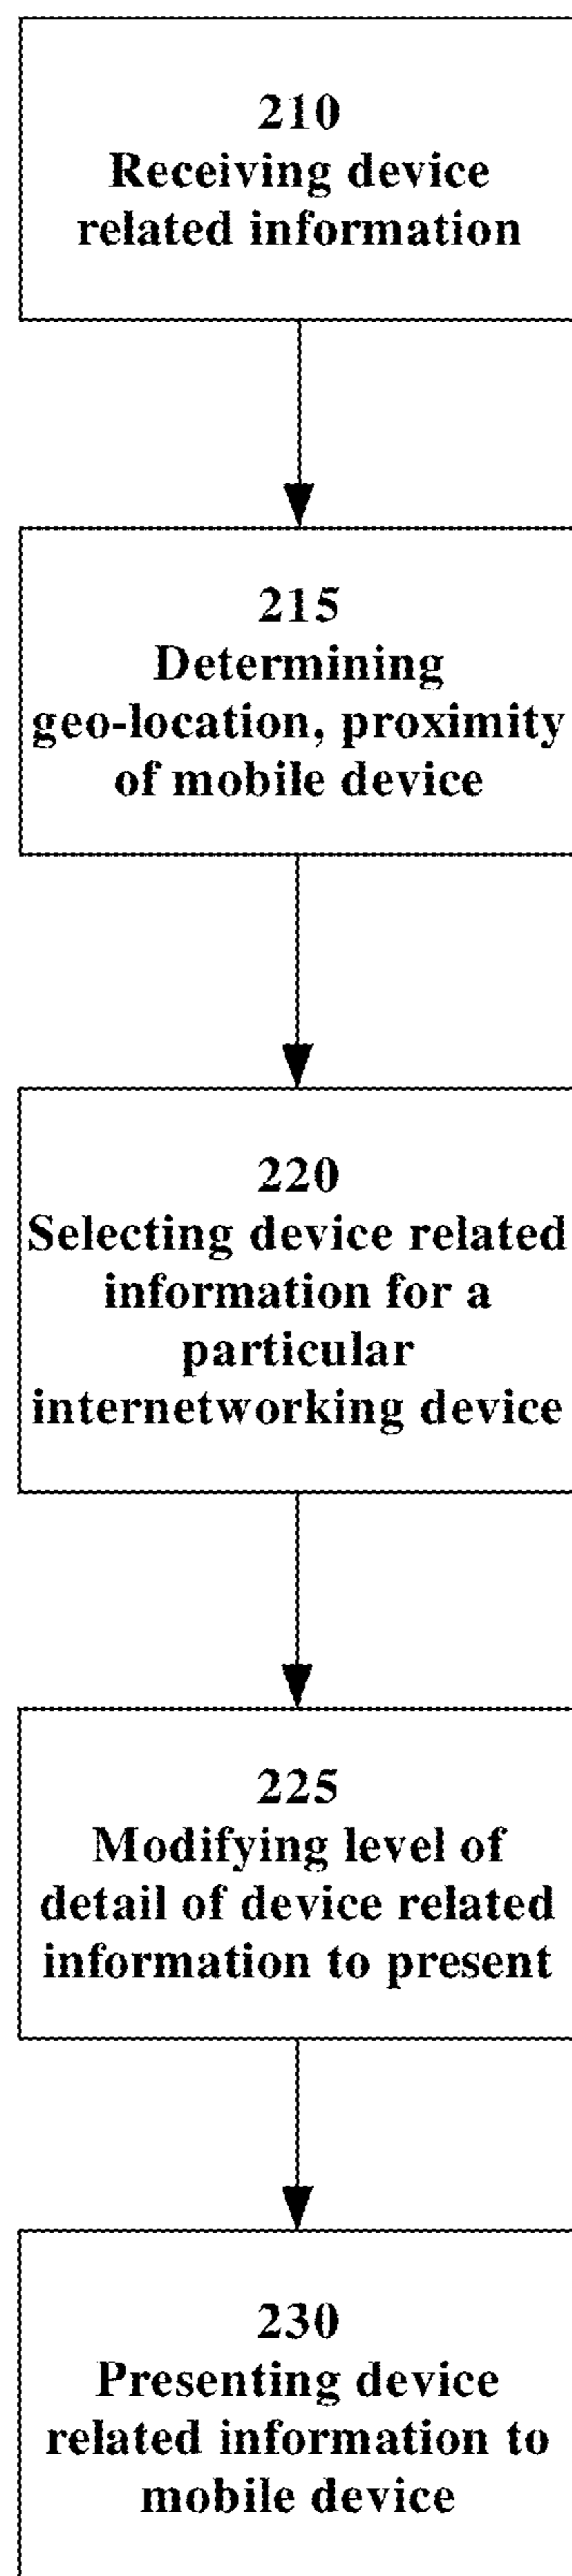 210
Receiving device
related information
215
Determining
geo-location, proximity
of mobile device
220
Selecting device related
information for a
particular
internetworking device
225
Modifying level of
detail of device related
information to present
230
Presenting device
related information to
mobile device